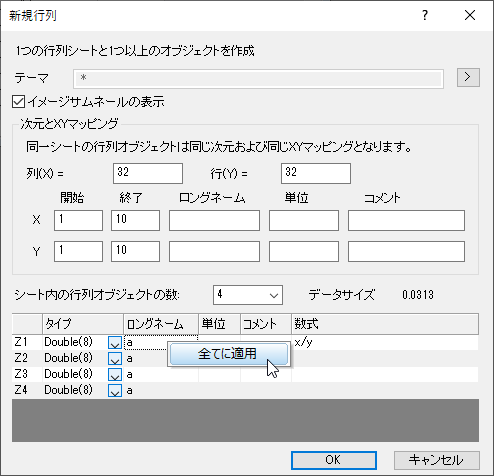 新規行列
? ×
1つの行列シートと1つ以上のオブジェクトを作成
テーマ * >
イメージサムネールの表示
次元とXYマッピング
同一シートの行列オブジェクトは同じ次元および同じXYマッピングとなります。
列(X) = 32 行(Y) = 32
開始 終了 ロングネーム 単位 コメント
X 1 10
Y 1 10
シート内の行列オブジェクトの数: 4 データサイズ 0.0313
タイプ ロングネーム 単位 コメント 数式
Z1 Double(8) a x/y
全てに適用
Z2 Double(8) a
Z3 Double(8) a
Z4 Double(8) a
OK キャンセル